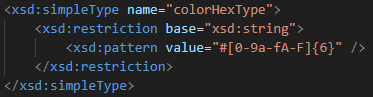 <xsd:simpleType name="colorHexType">
    <xsd:restriction base="xsd:string">
        <xsd:pattern value="#[0-9a-fA-F]{6}" />
    </xsd:restriction>
</xsd:simpleType>